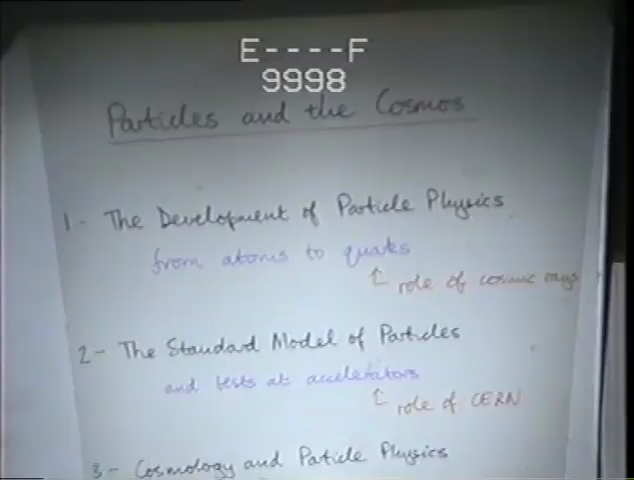 E----F
9998
Particles and the Cosmos
1- The Development of Particle Physics
from atoms to quarks
↑ role of cosmic rays
2- The Standard Model of Particles
and tests at accelerators
↑ role of CERN
3- Cosmology and Paticle Physics